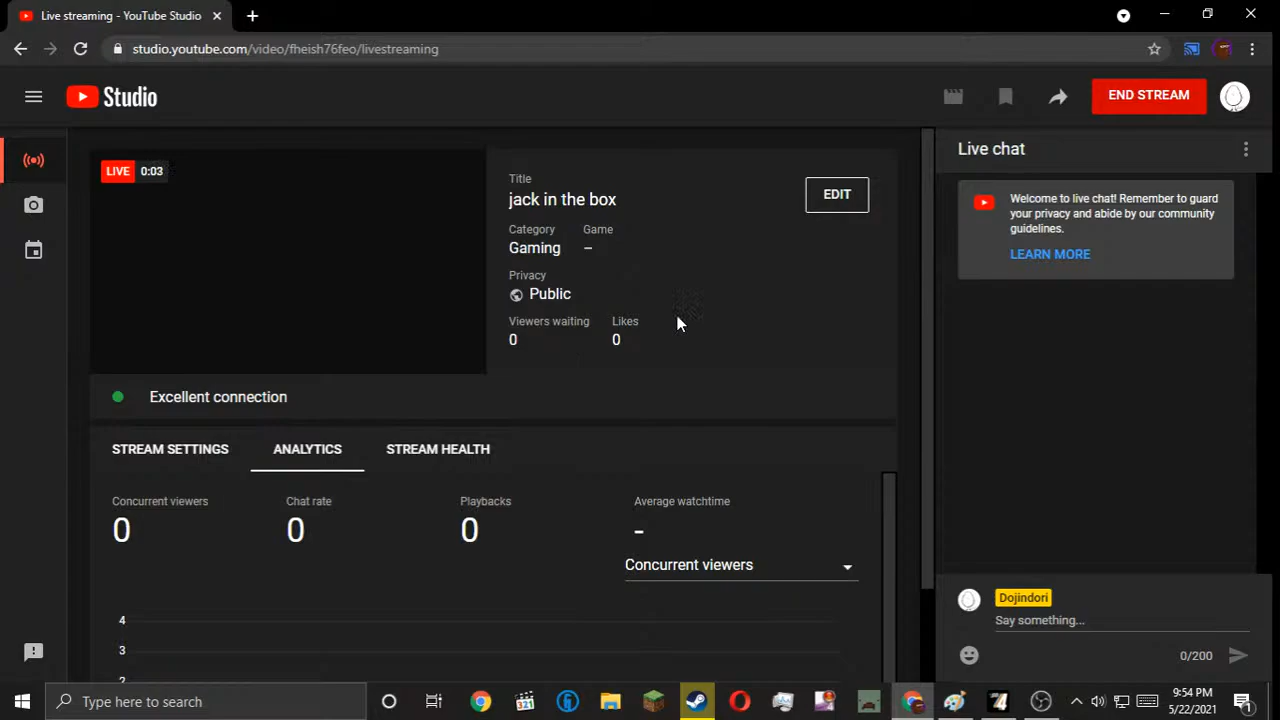 Live streaming - YouTube Studio
studio.youtube.com/video/fheish76feo/livestreaming
Studio
END STREAM
LIVE 0:03
Title
jack in the box
EDIT
Category Game
Gaming –
Privacy
Public
Viewers waiting Likes
0 0
Excellent connection
STREAM SETTINGS ANALYTICS STREAM HEALTH
Concurrent viewers Chat rate Playbacks Average watchtime
0 0 0 -
Concurrent viewers
4
3
2
Live chat
Welcome to live chat! Remember to guard
your privacy and abide by our community
guidelines.
LEARN MORE
Dojindori
Say something...
0/200
Type here to search
321
9:54 PM
5/22/2021
1